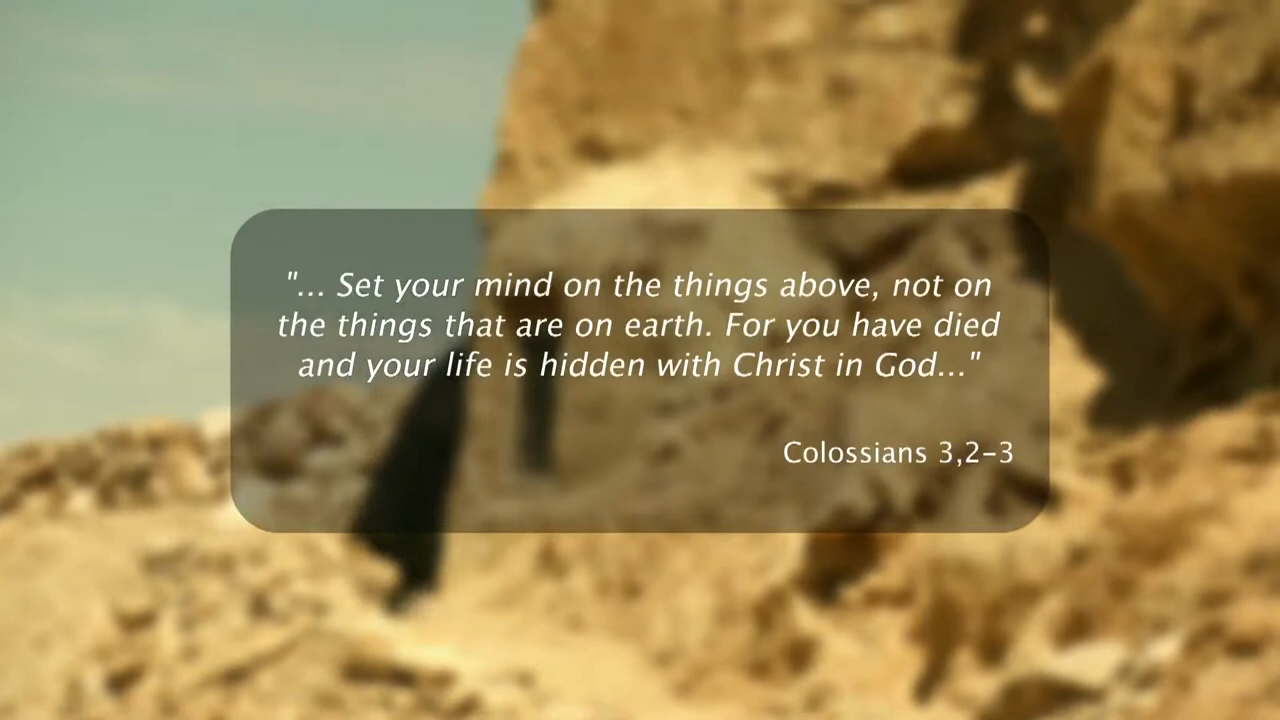 "... Set your mind on the things above, not on
the things that are on earth. For you have died
and your life is hidden with Christ in God..."
Colossians 3,2-3